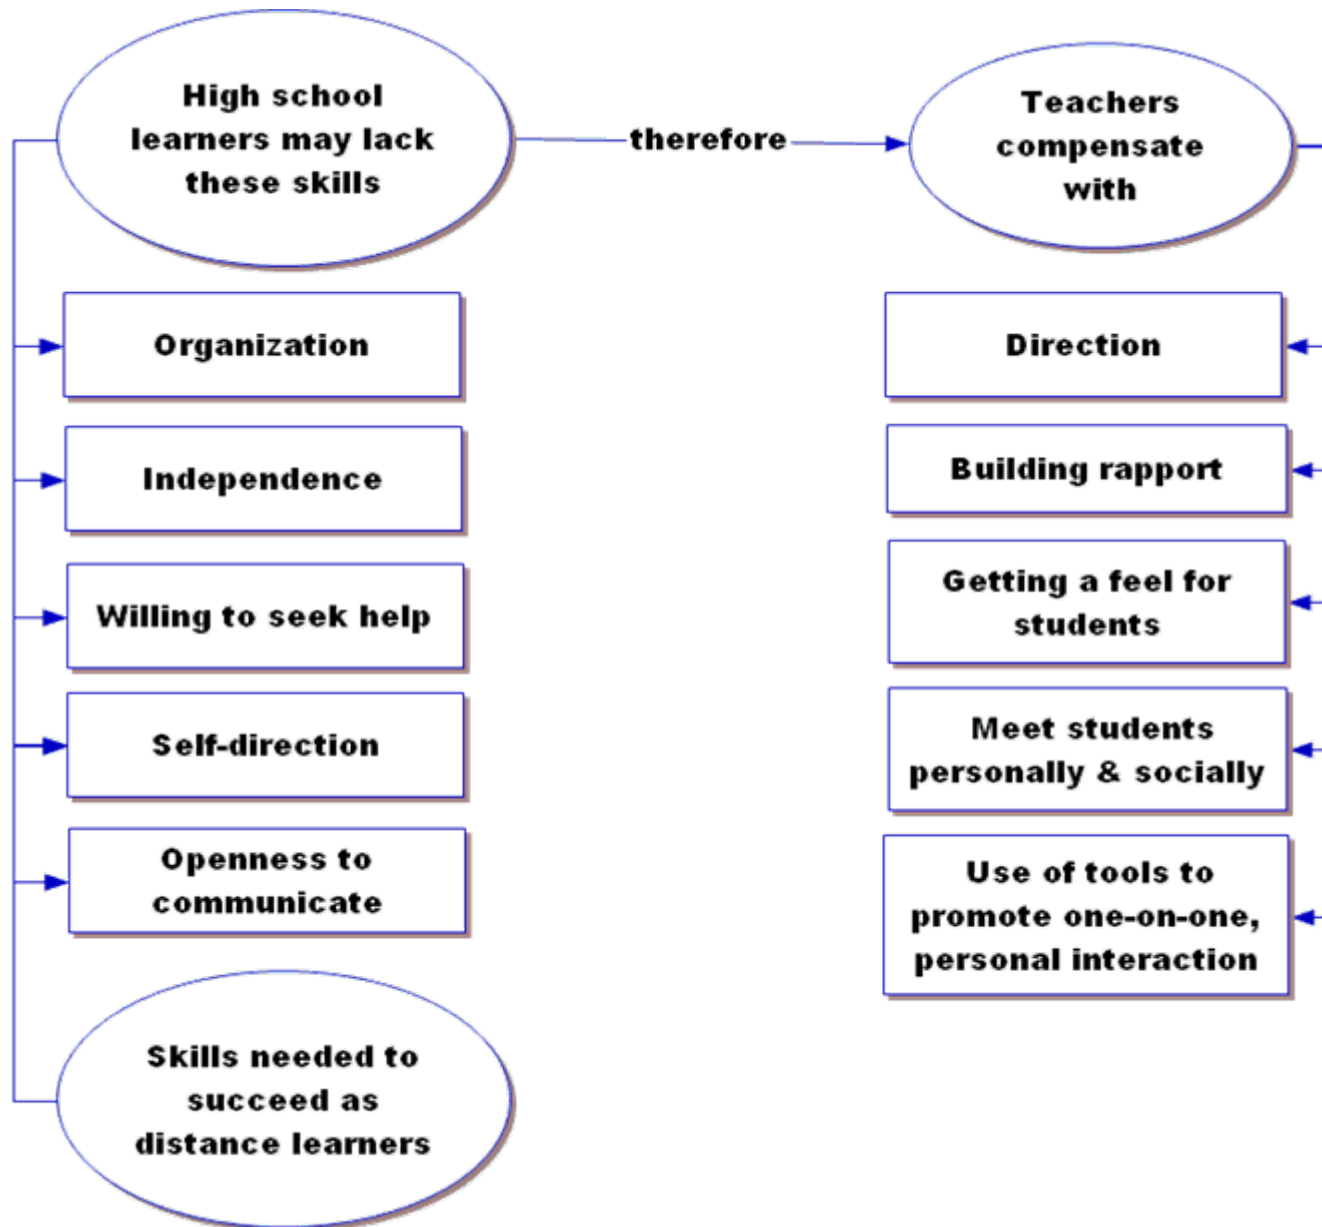 High school
learners may lack
these skills
therefore
Teachers
compensate
with
Organization
Independence
Willing to seek help
Self-direction
Openness to
communicate
Skills needed to
succeed as
distance learners
Direction
Building rapport
Getting a feel for
students
Meet students
personally & socially
Use of tools to
promote one-on-one,
personal interaction